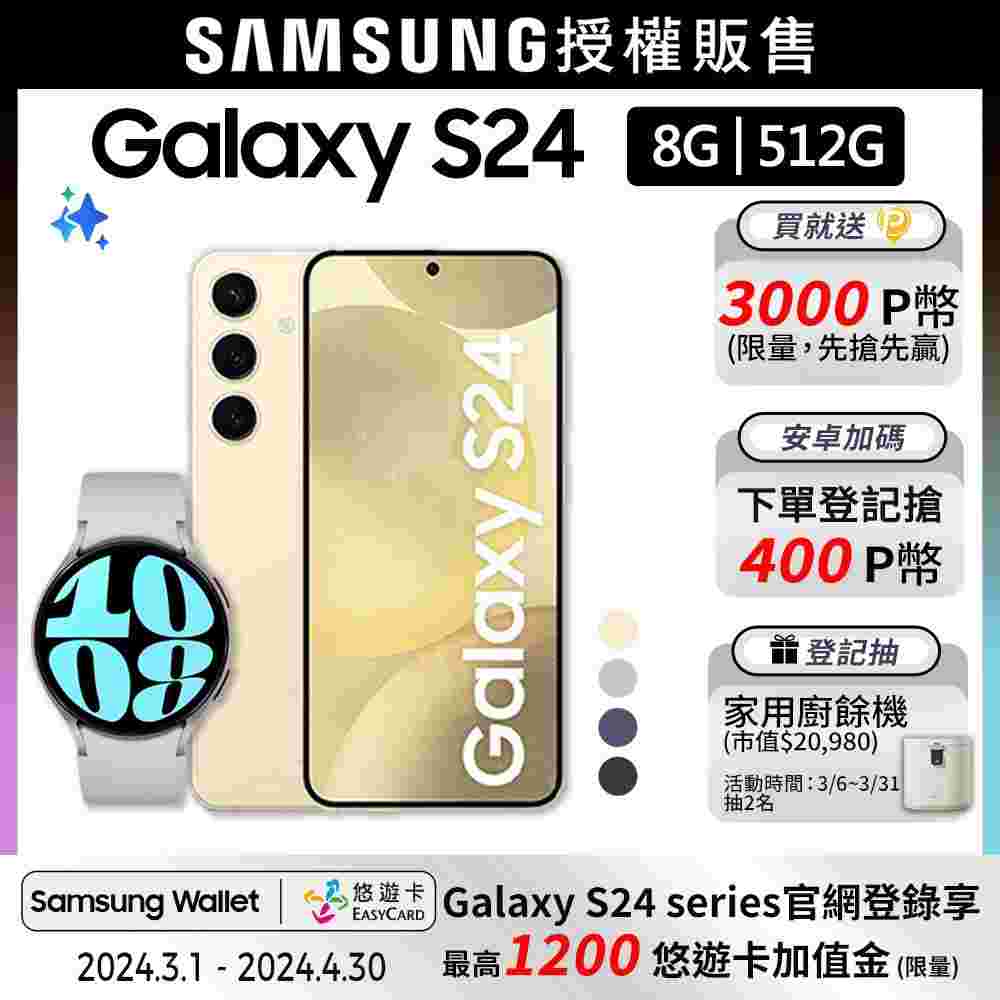 SAMSUNG授權販售
Galaxy S24 8G|512G
買就送 P
3000 P幣
(限量，先搶先贏)
Galaxy S24
安卓加碼
下單登記搶
400 P幣
10
08
登記抽
家用廚餘機
(市值$20,980)
活動時間：3/6~3/31
抽2名
Samsung Wallet | 悠遊卡 EASYCARD
2024.3.1 - 2024.4.30
Galaxy S24 series官網登錄享
最高1200 悠遊卡加值金 (限量)